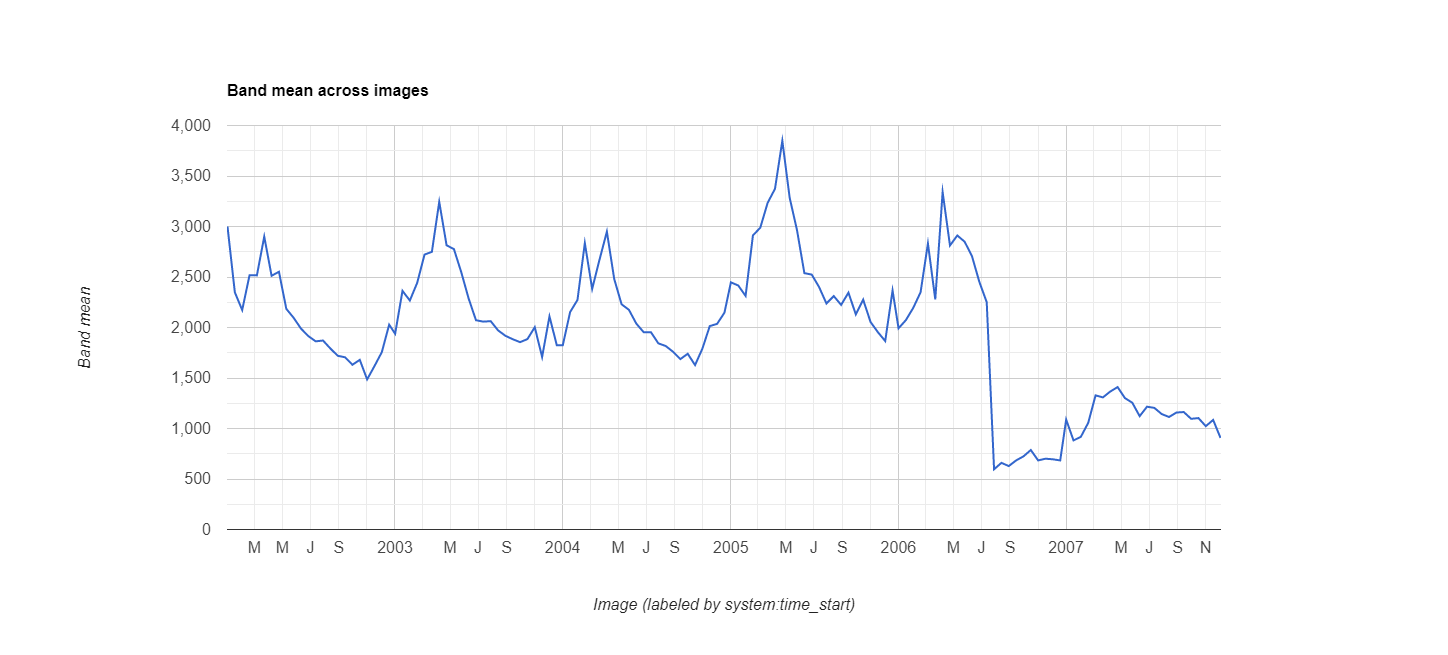 Band mean across images
4,000
3,500
3,000
2,500
2,000
1,500
1,000
500
0
Band mean
M M J S 2003 M J S 2004 M J S 2005 M J S 2006 M J S 2007 M J S N
Image (labeled by system:time_start)